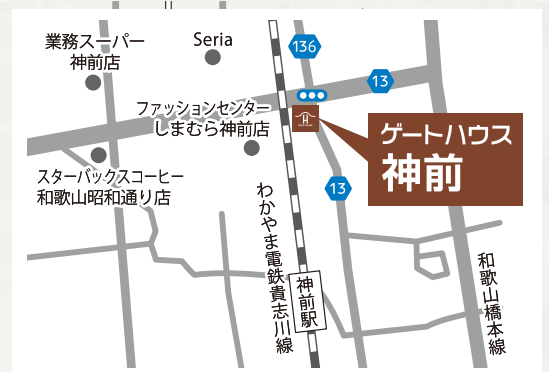 業務スーパー
神前店
Seria
136
13
ファッションセンター
しまむら神前店
ゲートハウス
神前
スターバックスコーヒー
和歌山昭和通り店
13
わかやま電鉄貴志川線
神前駅
和歌山橋本線